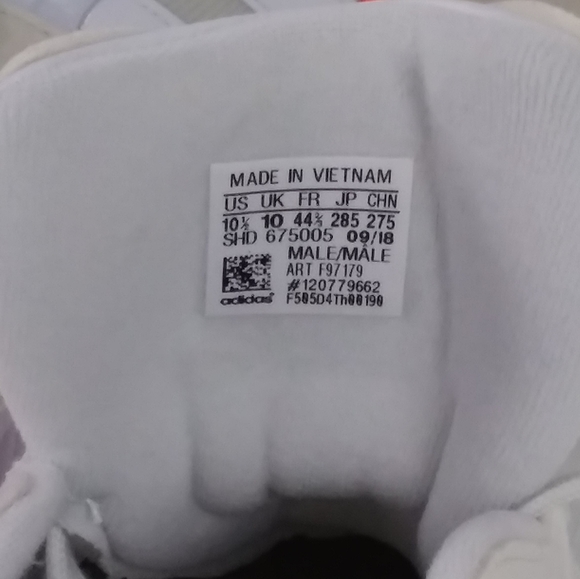 MADE IN VIETNAM
US UK FR JP CHN
10½ 10 44⅔ 285 275
SHD 675005 09/18
MALE/MÂLE
ART F97179
#120779662
adidas F505D4Th00190